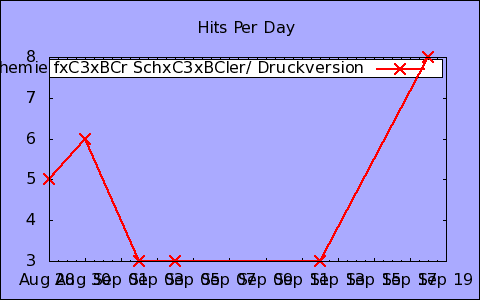 Hits Per Day
8
hemie fxC3xBCr SchxC3xBCler/ Druckversion
7
6
5
4
3
Aug 28 Aug 30 Sep 01 Sep 03 Sep 05 Sep 07 Sep 09 Sep 11 Sep 13 Sep 15 Sep 17 Sep 19